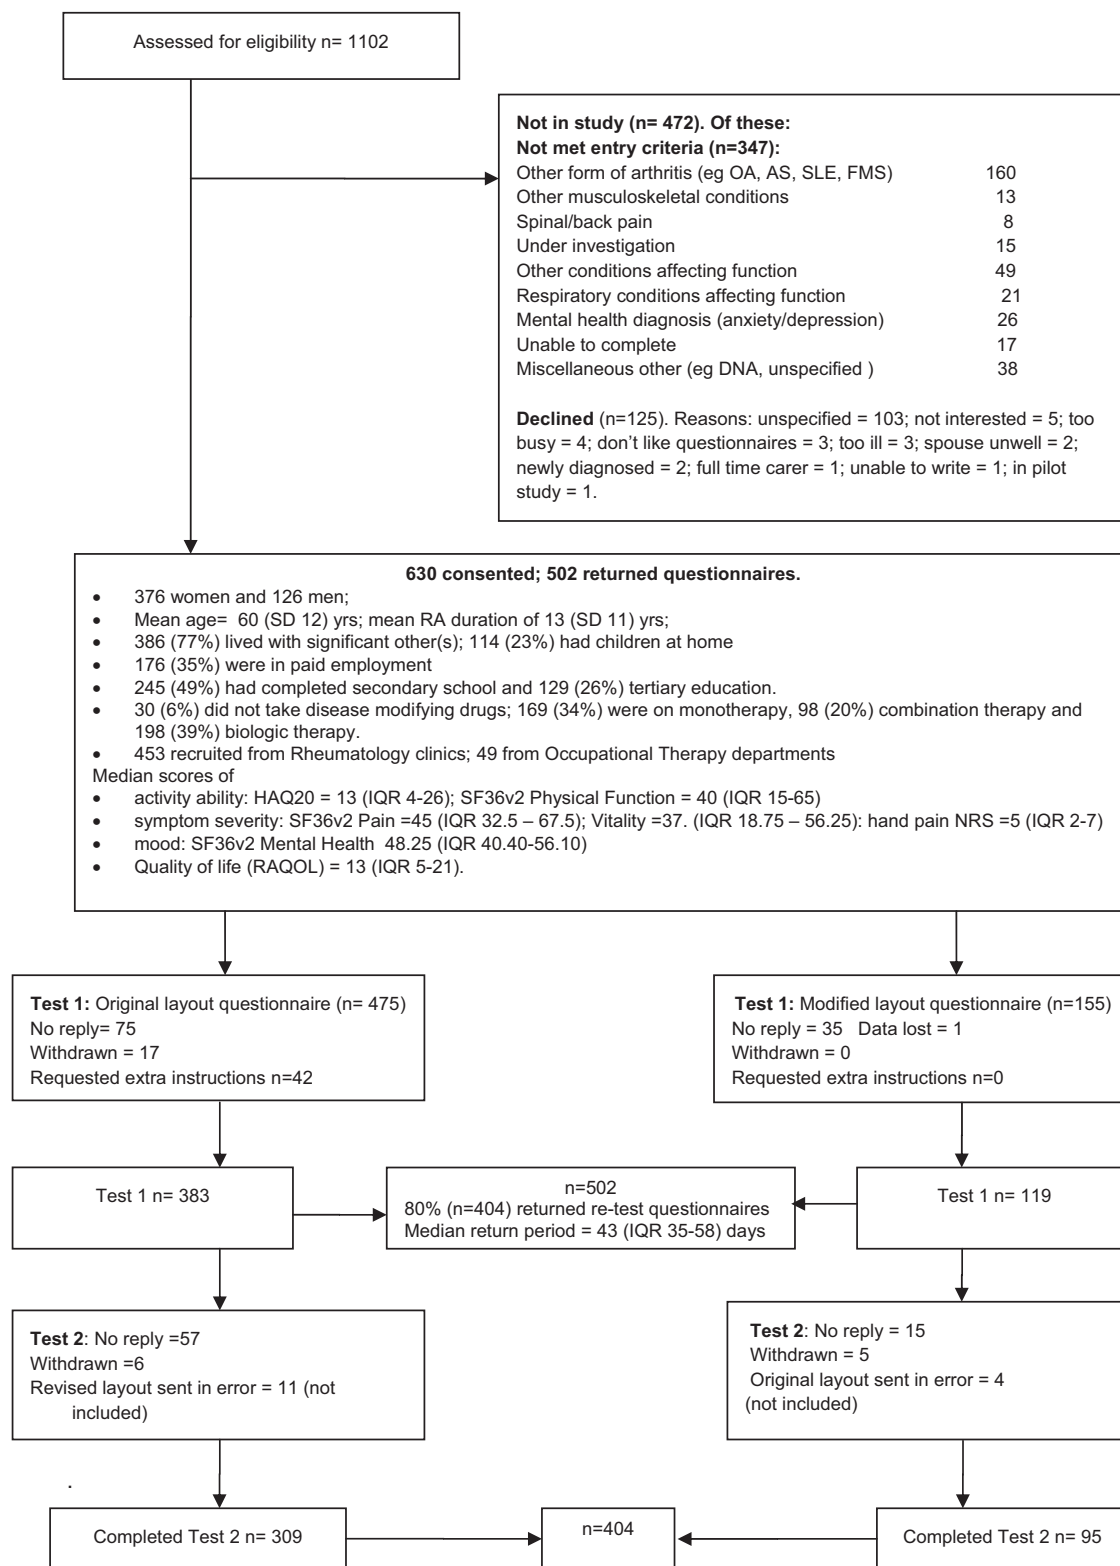 Assessed for eligibility n= 1102
Not in study (n= 472). Of these:
Not met entry criteria (n=347):
Other form of arthritis (eg OA, AS, SLE, FMS) 160
Other musculoskeletal conditions 13
Spinal/back pain 8
Under investigation 15
Other conditions affecting function 49
Respiratory conditions affecting function 21
Mental health diagnosis (anxiety/depression) 26
Unable to complete 17
Miscellaneous other (eg DNA, unspecified ) 38
Declined (n=125). Reasons: unspecified = 103; not interested = 5; too
busy = 4; don’t like questionnaires = 3; too ill = 3; spouse unwell = 2;
newly diagnosed = 2; full time carer = 1; unable to write = 1; in pilot
study = 1.
630 consented; 502 returned questionnaires.
• 376 women and 126 men;
• Mean age= 60 (SD 12) yrs; mean RA duration of 13 (SD 11) yrs;
• 386 (77%) lived with significant other(s); 114 (23%) had children at home
• 176 (35%) were in paid employment
• 245 (49%) had completed secondary school and 129 (26%) tertiary education.
• 30 (6%) did not take disease modifying drugs; 169 (34%) were on monotherapy, 98 (20%) combination therapy and
198 (39%) biologic therapy.
• 453 recruited from Rheumatology clinics; 49 from Occupational Therapy departments
Median scores of
• activity ability: HAQ20 = 13 (IQR 4-26); SF36v2 Physical Function = 40 (IQR 15-65)
• symptom severity: SF36v2 Pain =45 (IQR 32.5 – 67.5); Vitality =37. (IQR 18.75 – 56.25): hand pain NRS =5 (IQR 2-7)
• mood: SF36v2 Mental Health 48.25 (IQR 40.40-56.10)
• Quality of life (RAQOL) = 13 (IQR 5-21).
Test 1: Original layout questionnaire (n= 475)
No reply= 75
Withdrawn = 17
Requested extra instructions n=42
Test 1: Modified layout questionnaire (n=155)
No reply = 35 Data lost = 1
Withdrawn = 0
Requested extra instructions n=0
Test 1 n= 383
n=502
80% (n=404) returned re-test questionnaires
Median return period = 43 (IQR 35-58) days
Test 1 n= 119
Test 2: No reply =57
Withdrawn =6
Revised layout sent in error = 11 (not
included)
Test 2: No reply = 15
Withdrawn = 5
Original layout sent in error = 4
(not included)
.
Completed Test 2 n= 309
n=404
Completed Test 2 n= 95